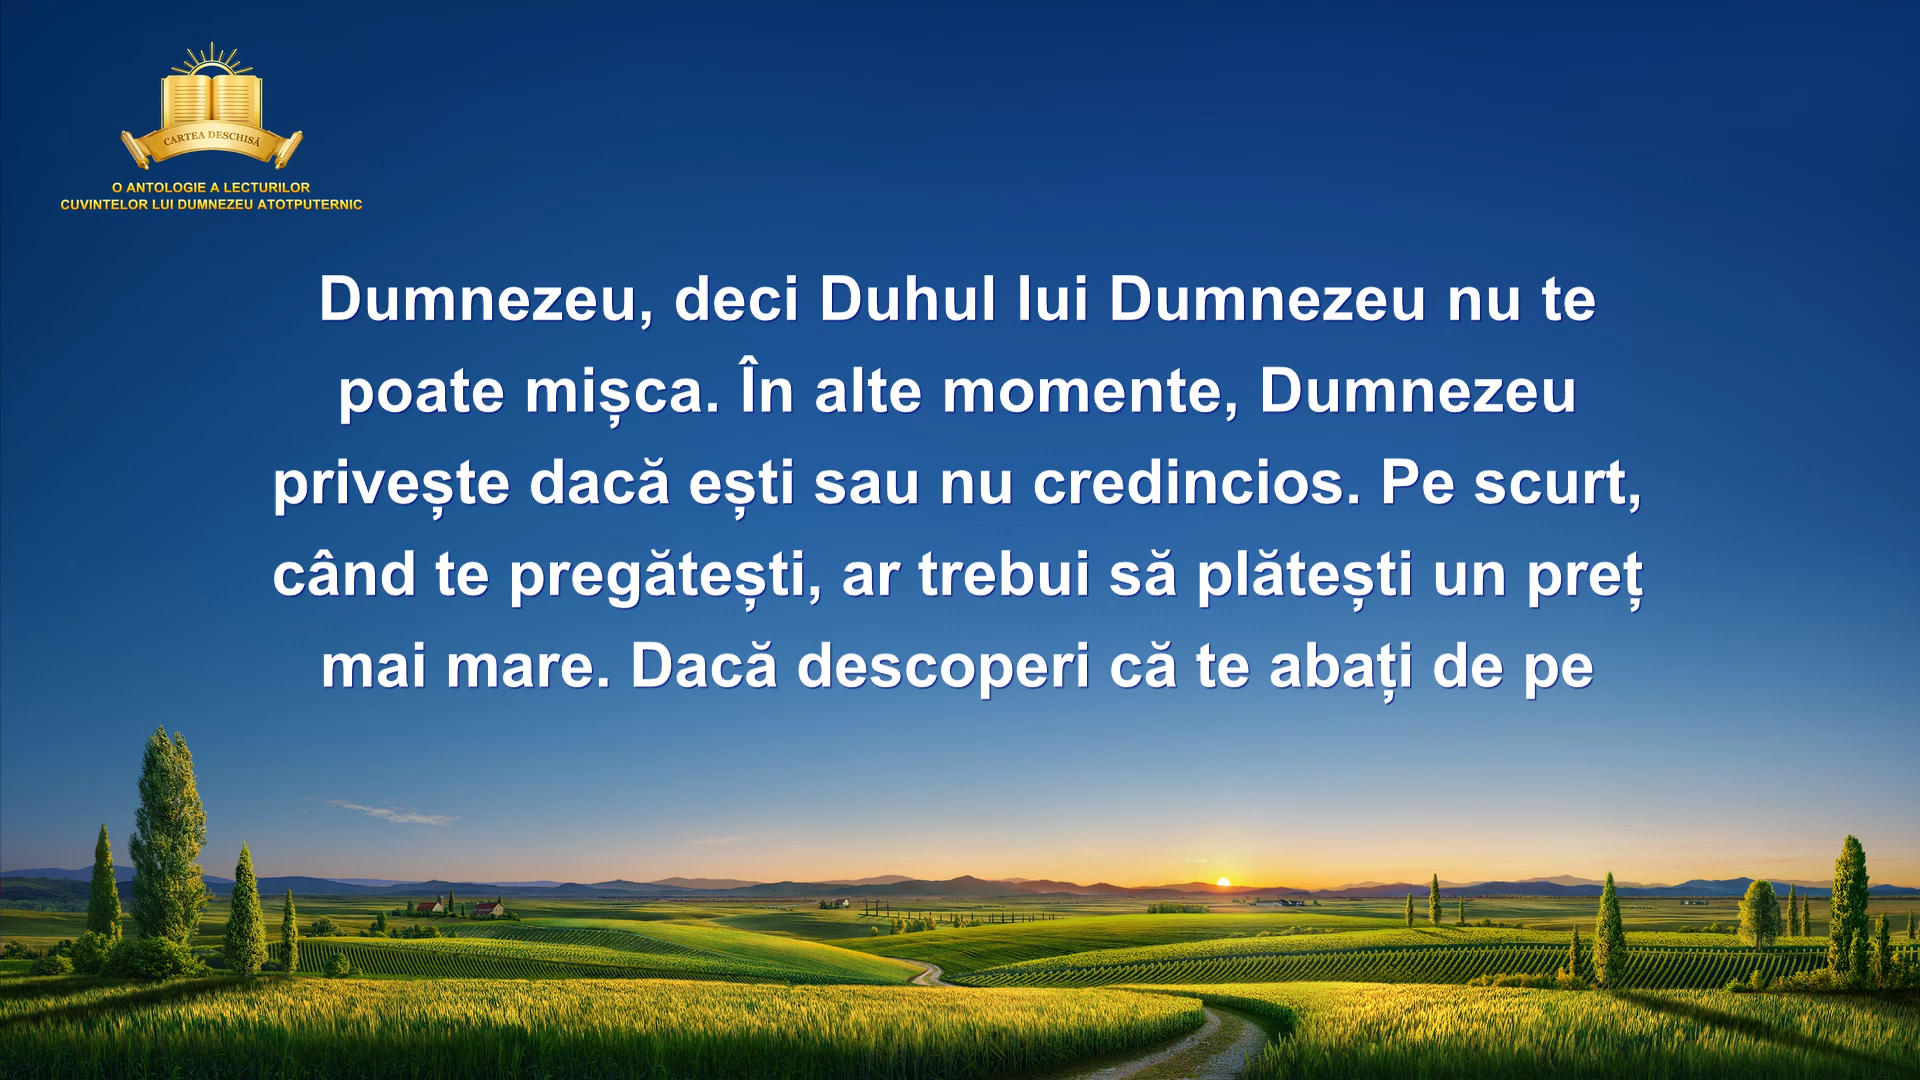 CARTEA DESCHISĂ
O ANTOLOGIE A LECTURILOR
CUVINTELOR LUI DUMNEZEU ATOTPUTERNIC
Dumnezeu, deci Duhul lui Dumnezeu nu te
poate mișca. În alte momente, Dumnezeu
privește dacă ești sau nu credincios. Pe scurt,
când te pregătești, ar trebui să plătești un preț
mai mare. Dacă descoperi că te abați de pe